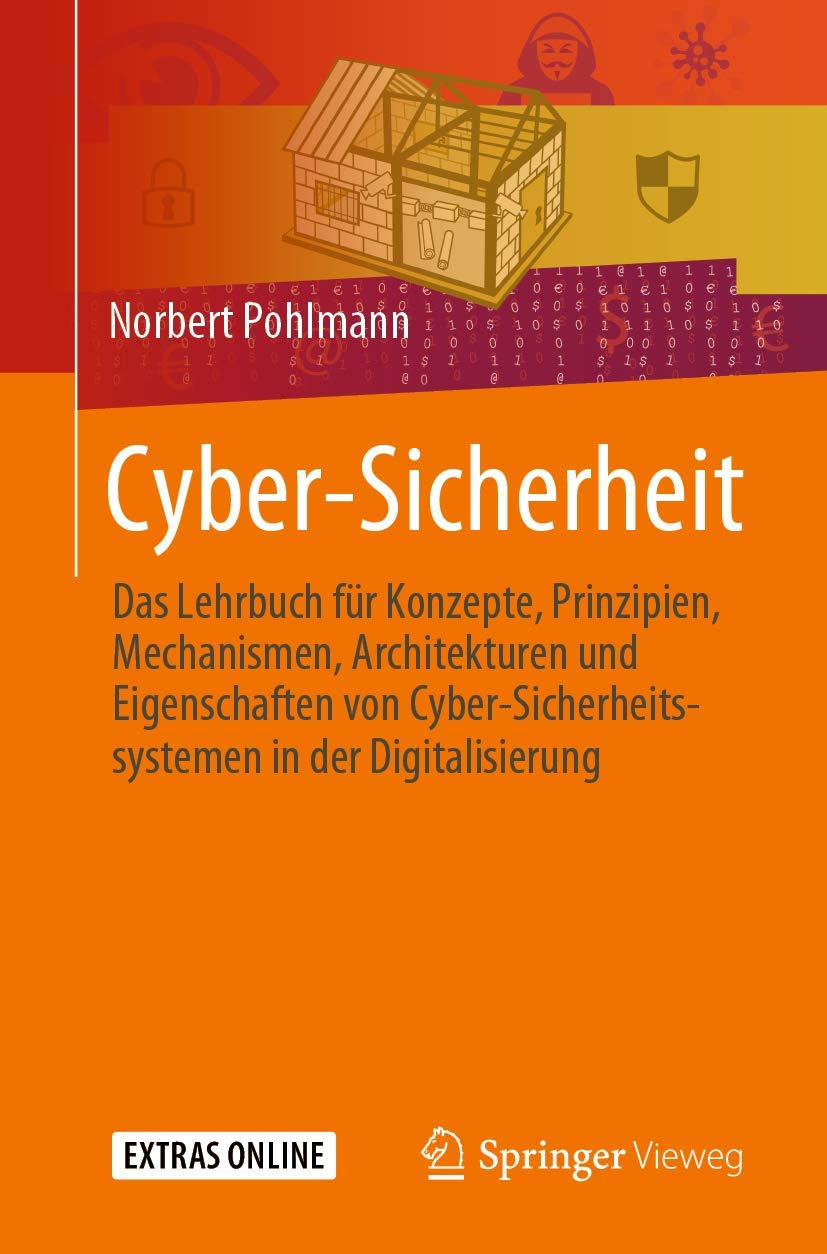 Norbert Pohlmann
Cyber-Sicherheit
Das Lehrbuch für Konzepte, Prinzipien,
Mechanismen, Architekturen und
Eigenschaften von Cyber-Sicherheits-
systemen in der Digitalisierung
EXTRAS ONLINE
Springer Vieweg